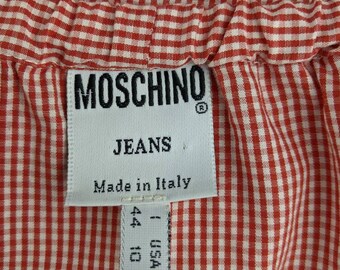 MOSCHINO®
JEANS
Made in Italy
I 44
USA 10